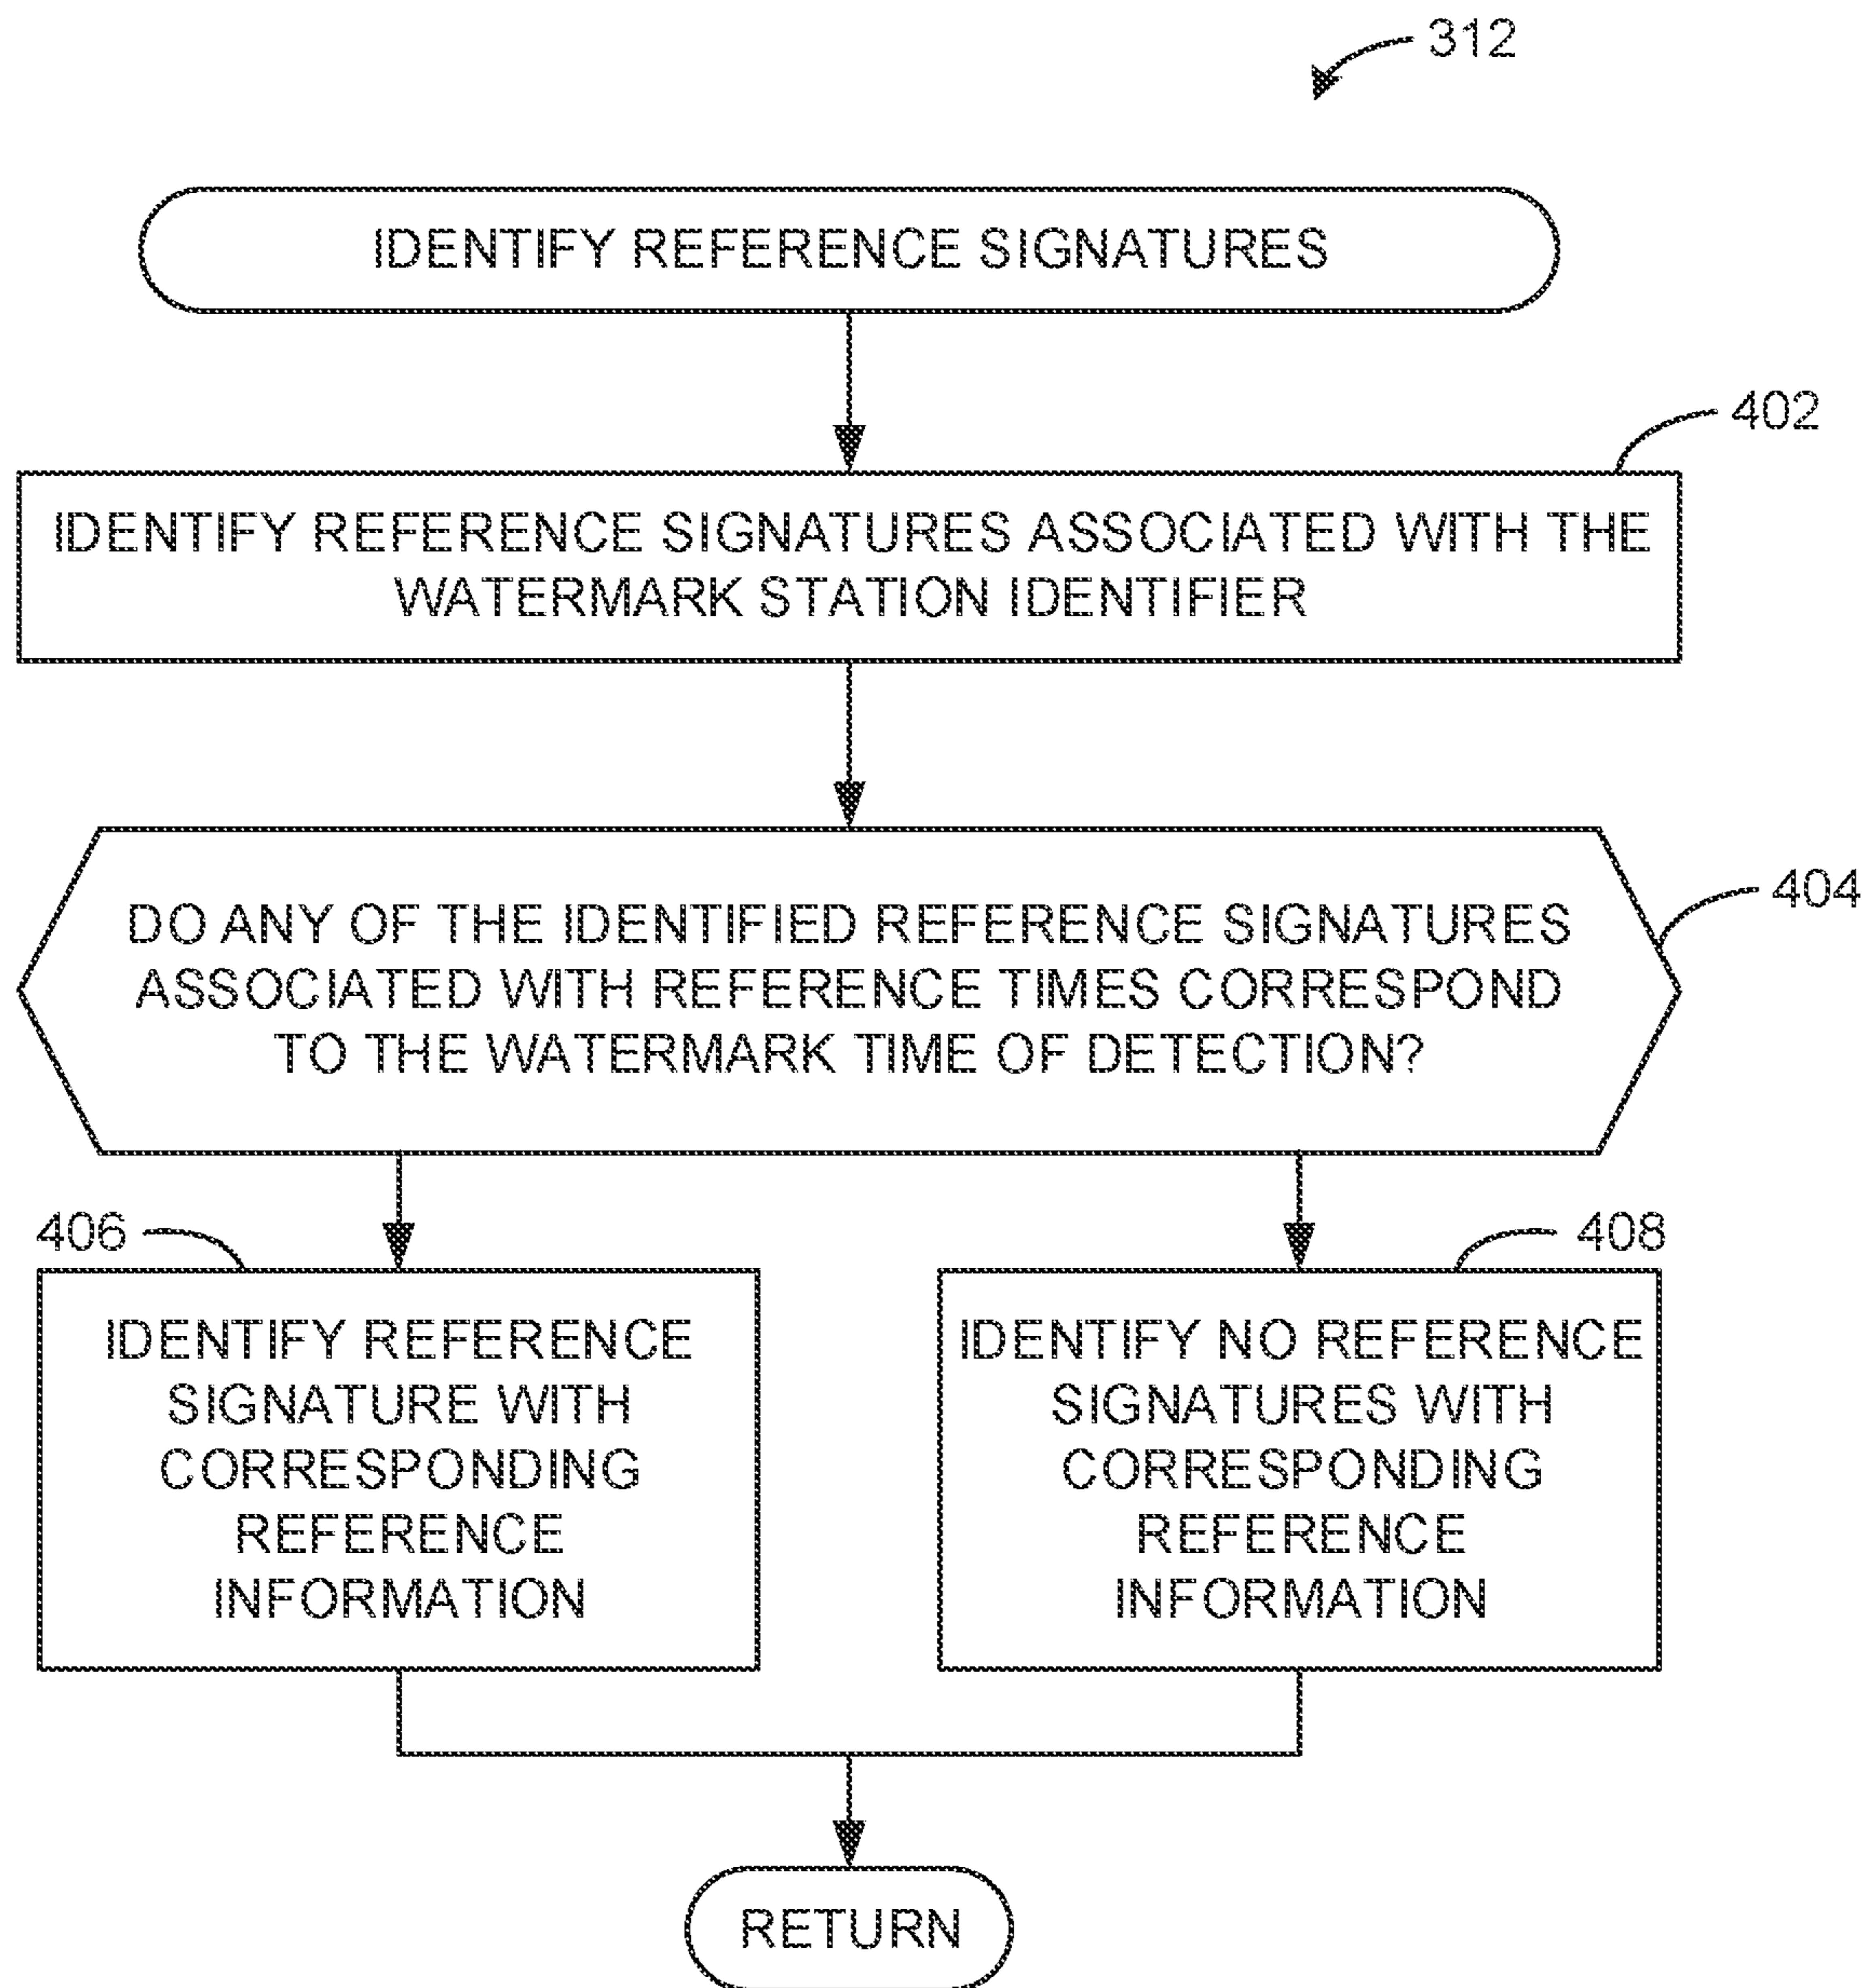 312
IDENTIFY REFERENCE SIGNATURES
402
IDENTIFY REFERENCE SIGNATURES ASSOCIATED WITH THE
WATERMARK STATION IDENTIFIER
404
DO ANY OF THE IDENTIFIED REFERENCE SIGNATURES
ASSOCIATED WITH REFERENCE TIMES CORRESPOND
TO THE WATERMARK TIME OF DETECTION?
406
IDENTIFY REFERENCE
SIGNATURE WITH
CORRESPONDING
REFERENCE
INFORMATION
408
IDENTIFY NO REFERENCE
SIGNATURES WITH
CORRESPONDING
REFERENCE
INFORMATION
RETURN